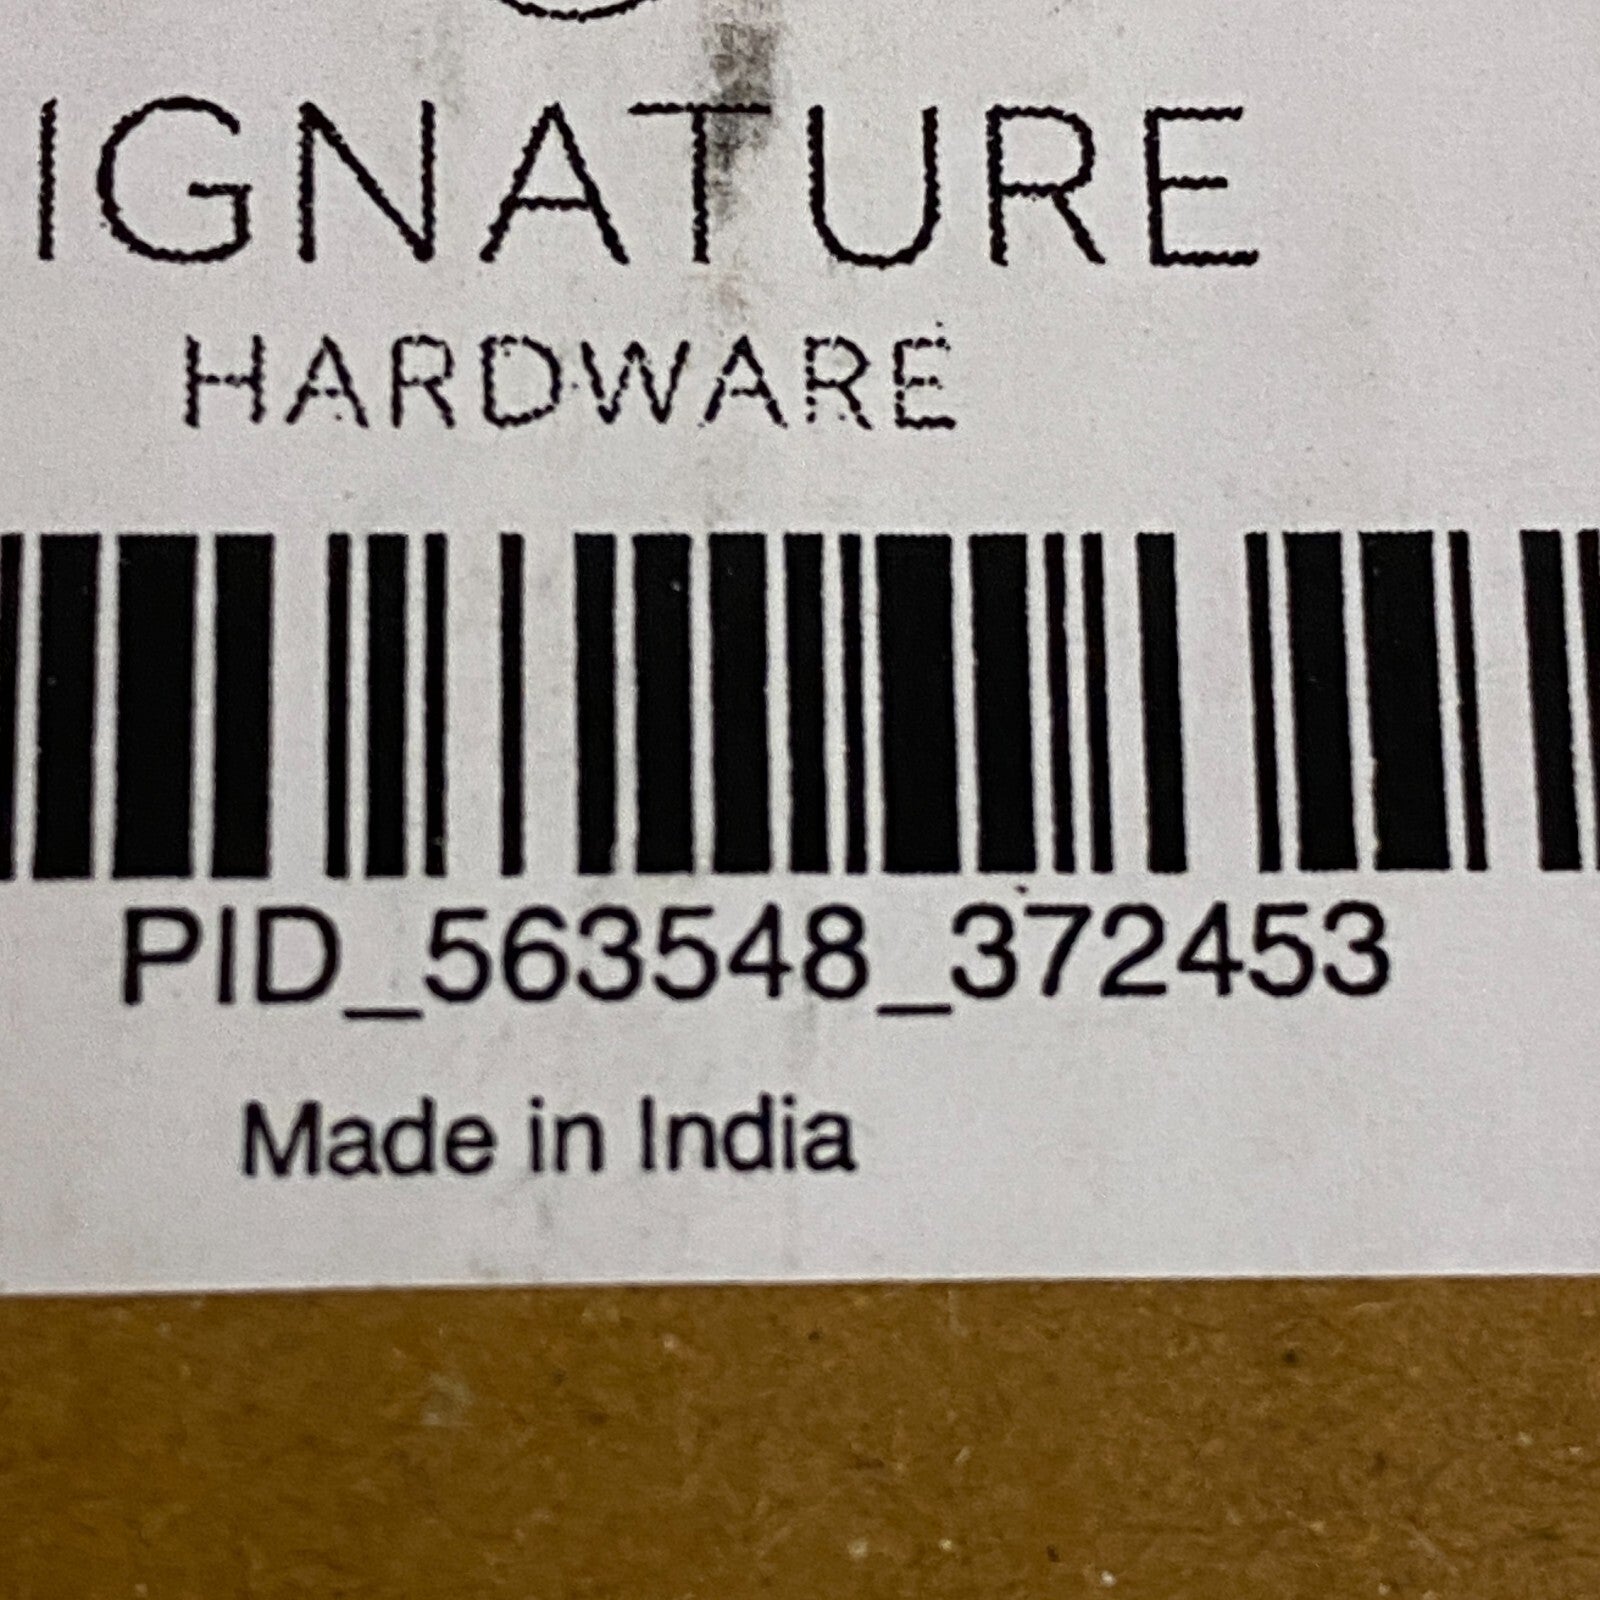 IGNATURE
HARDWARE
PID_563548_372453
Made in India